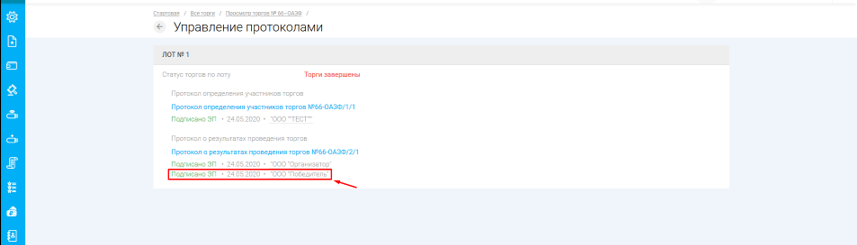 Стартовая / Все торги / Просмотр торгов № 66–ОАЭФ /
Управление протоколами
ЛОТ № 1
Статус торгов по лоту Торги завершены
Протокол определения участников торгов
Протокол определения участников торгов №66-ОАЭФ/1/1
Подписано ЭП • 24.05.2020 • "ООО ""ТЕСТ""
Протокол о результатах проведения торгов
Протокол о результатах проведения торгов №66-ОАЭФ/2/1
Подписано ЭП • 24.05.2020 • "ООО "Организатор"
Подписано ЭП • 24.05.2020 • "ООО "Победитель"